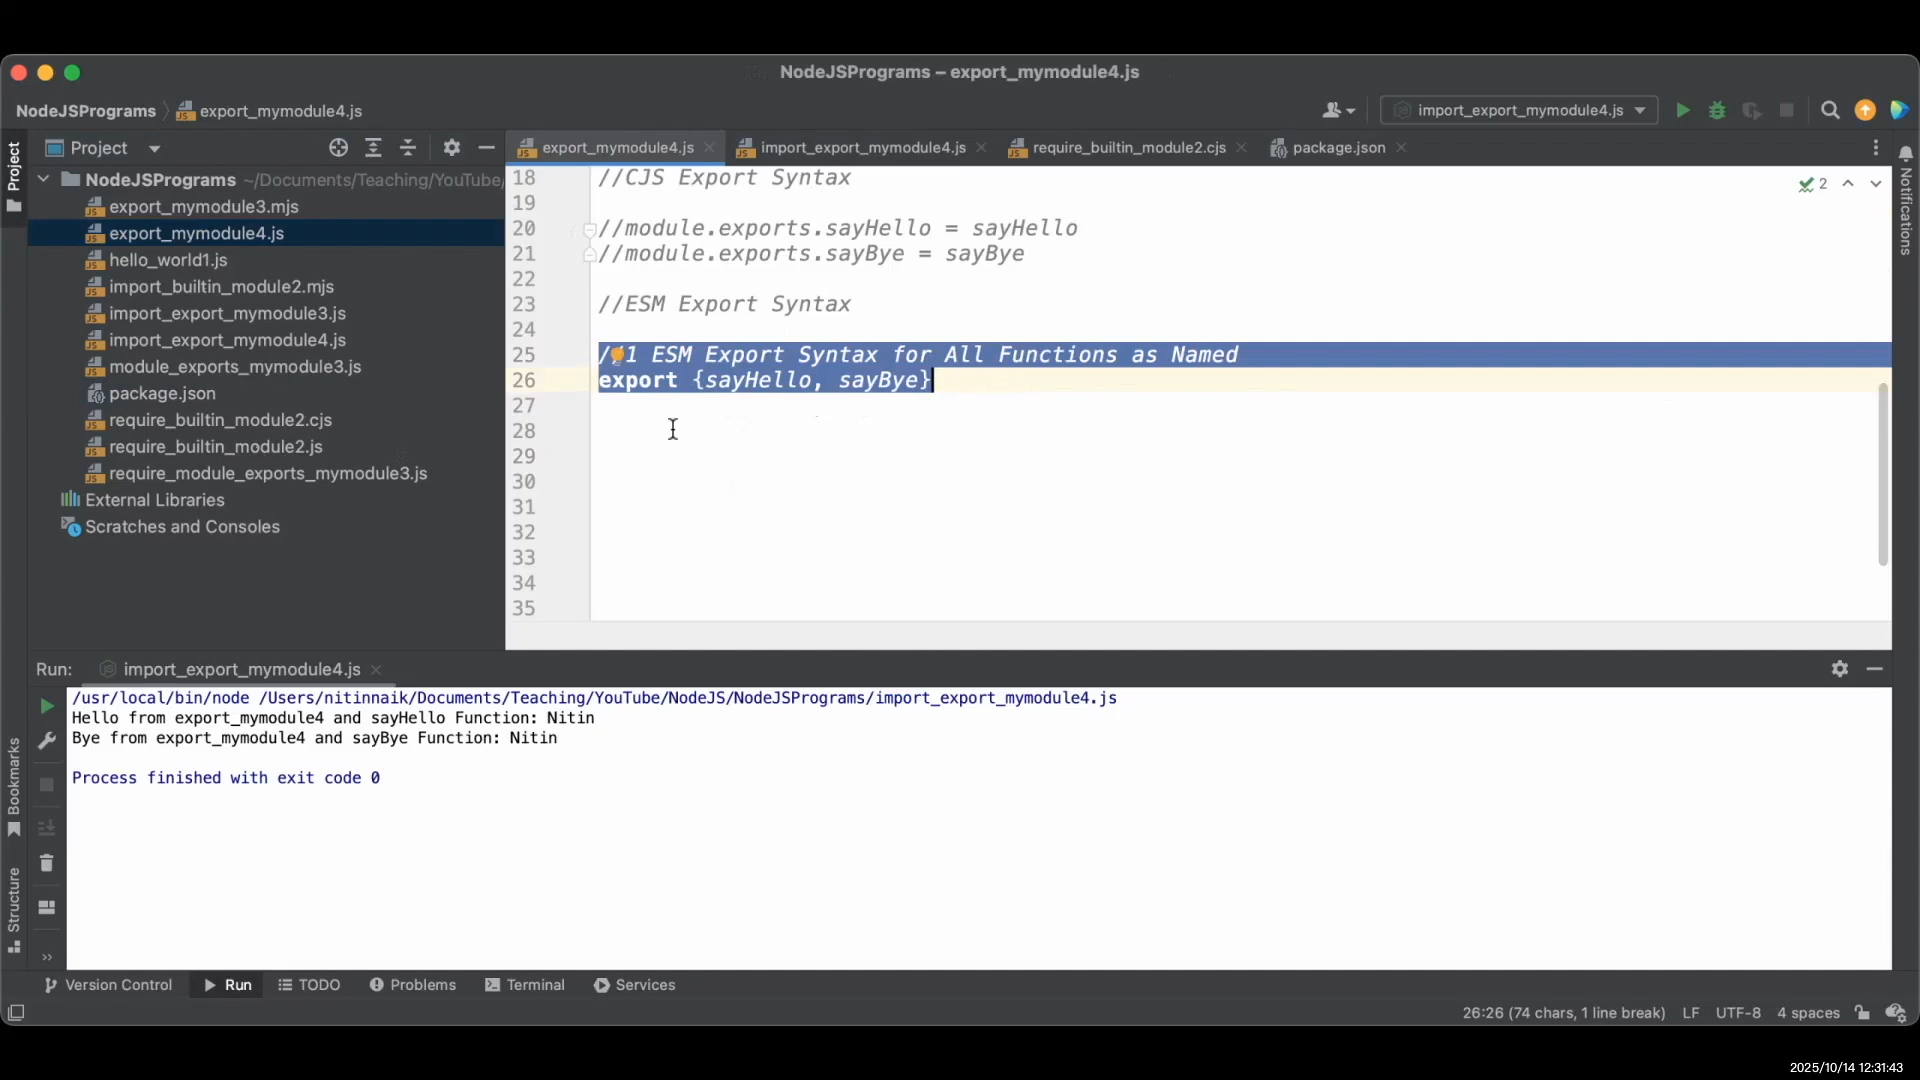 NodeJSPrograms – export_mymodule4.js
NodeJSPrograms
export_mymodule4.js
import_export_mymodule4.js
Project
export_mymodule4.js
import_export_mymodule4.js
require_builtin_module2.cjs
package.json
Project
Notifications
NodeJSPrograms ~/Documents/Teaching/YouTube/
export_mymodule3.mjs
export_mymodule4.js
hello_world1.js
import_builtin_module2.mjs
import_export_mymodule3.js
import_export_mymodule4.js
module_exports_mymodule3.js
package.json
require_builtin_module2.cjs
require_builtin_module2.js
require_module_exports_mymodule3.js
External Libraries
Scratches and Consoles
2
18 //CJS Export Syntax
19
20 //module.exports.sayHello = sayHello
21 //module.exports.sayBye = sayBye
22
23 //ESM Export Syntax
24
25 //1 ESM Export Syntax for All Functions as Named
26 export {sayHello, sayBye}
27
28
29
30
31
32
33
34
35
Run: import_export_mymodule4.js
/usr/local/bin/node /Users/nitinnaik/Documents/Teaching/YouTube/NodeJS/NodeJSPrograms/import_export_mymodule4.js
Hello from export_mymodule4 and sayHello Function: Nitin
Bye from export_mymodule4 and sayBye Function: Nitin
Process finished with exit code 0
Bookmarks
Structure
Version Control
Run
TODO
Problems
Terminal
Services
26:26 (74 chars, 1 line break) LF UTF-8 4 spaces
2025/10/14 12:31:43